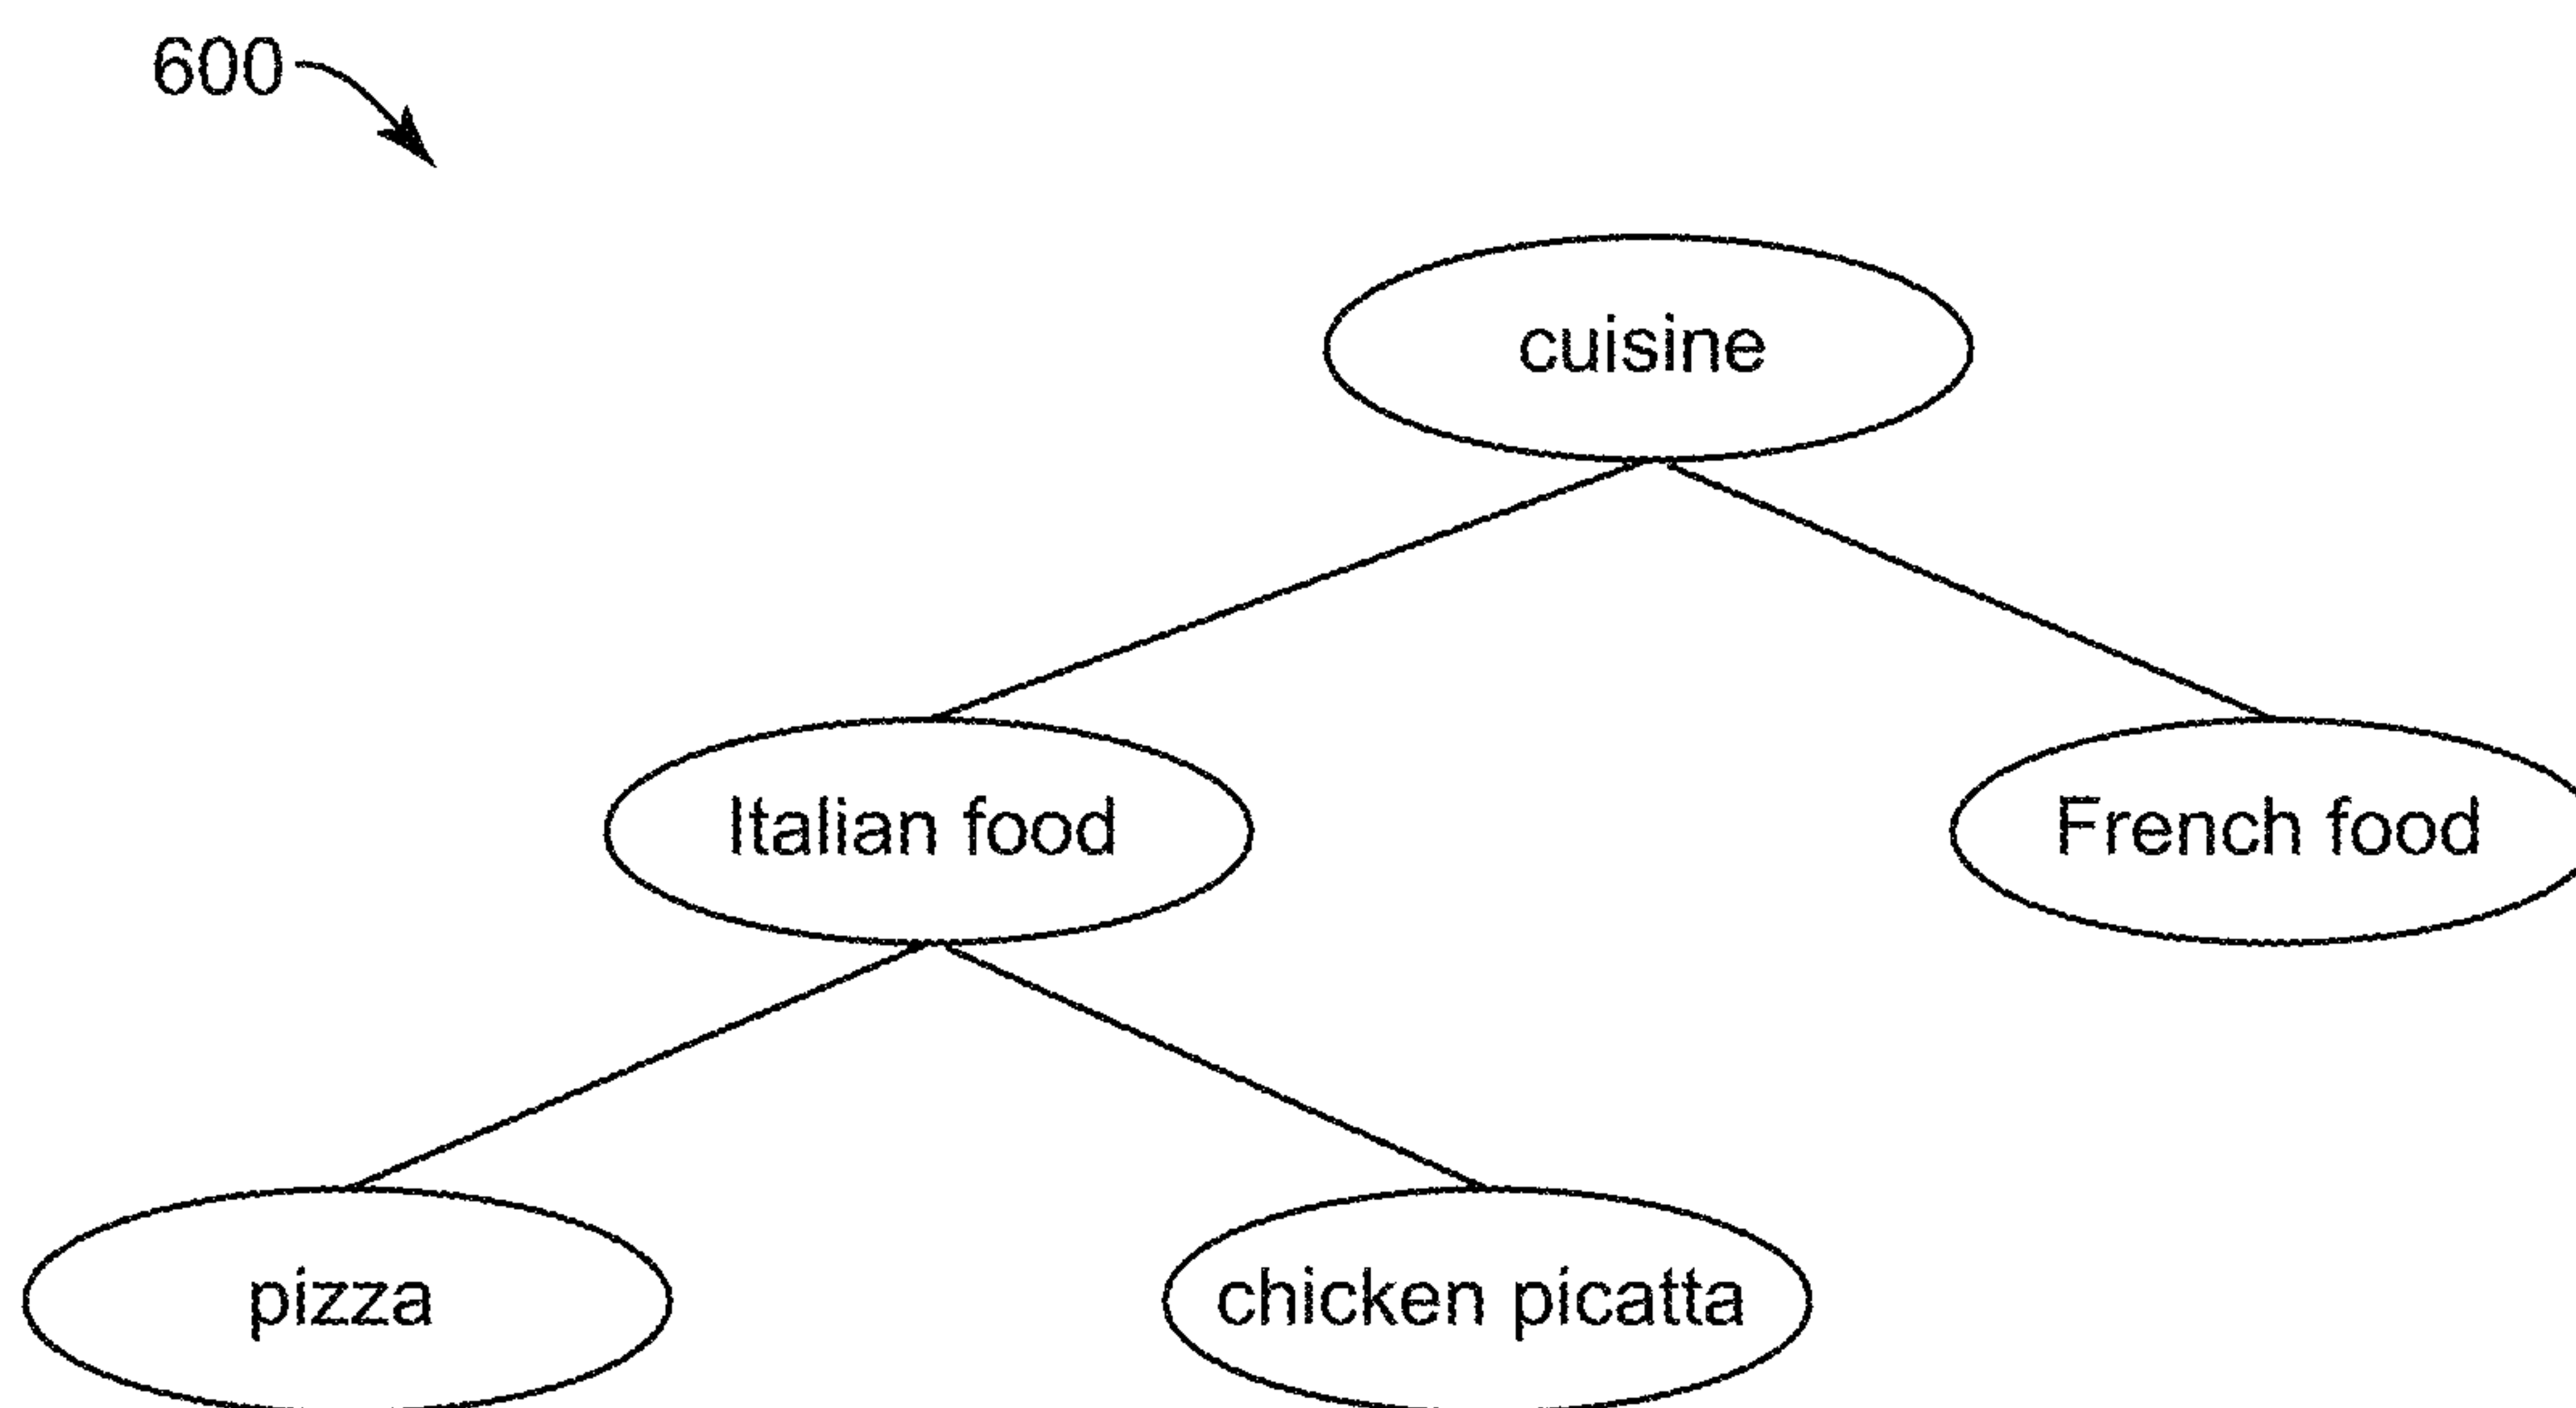 600
cuisine
Italian food
French food
pizza
chicken picatta